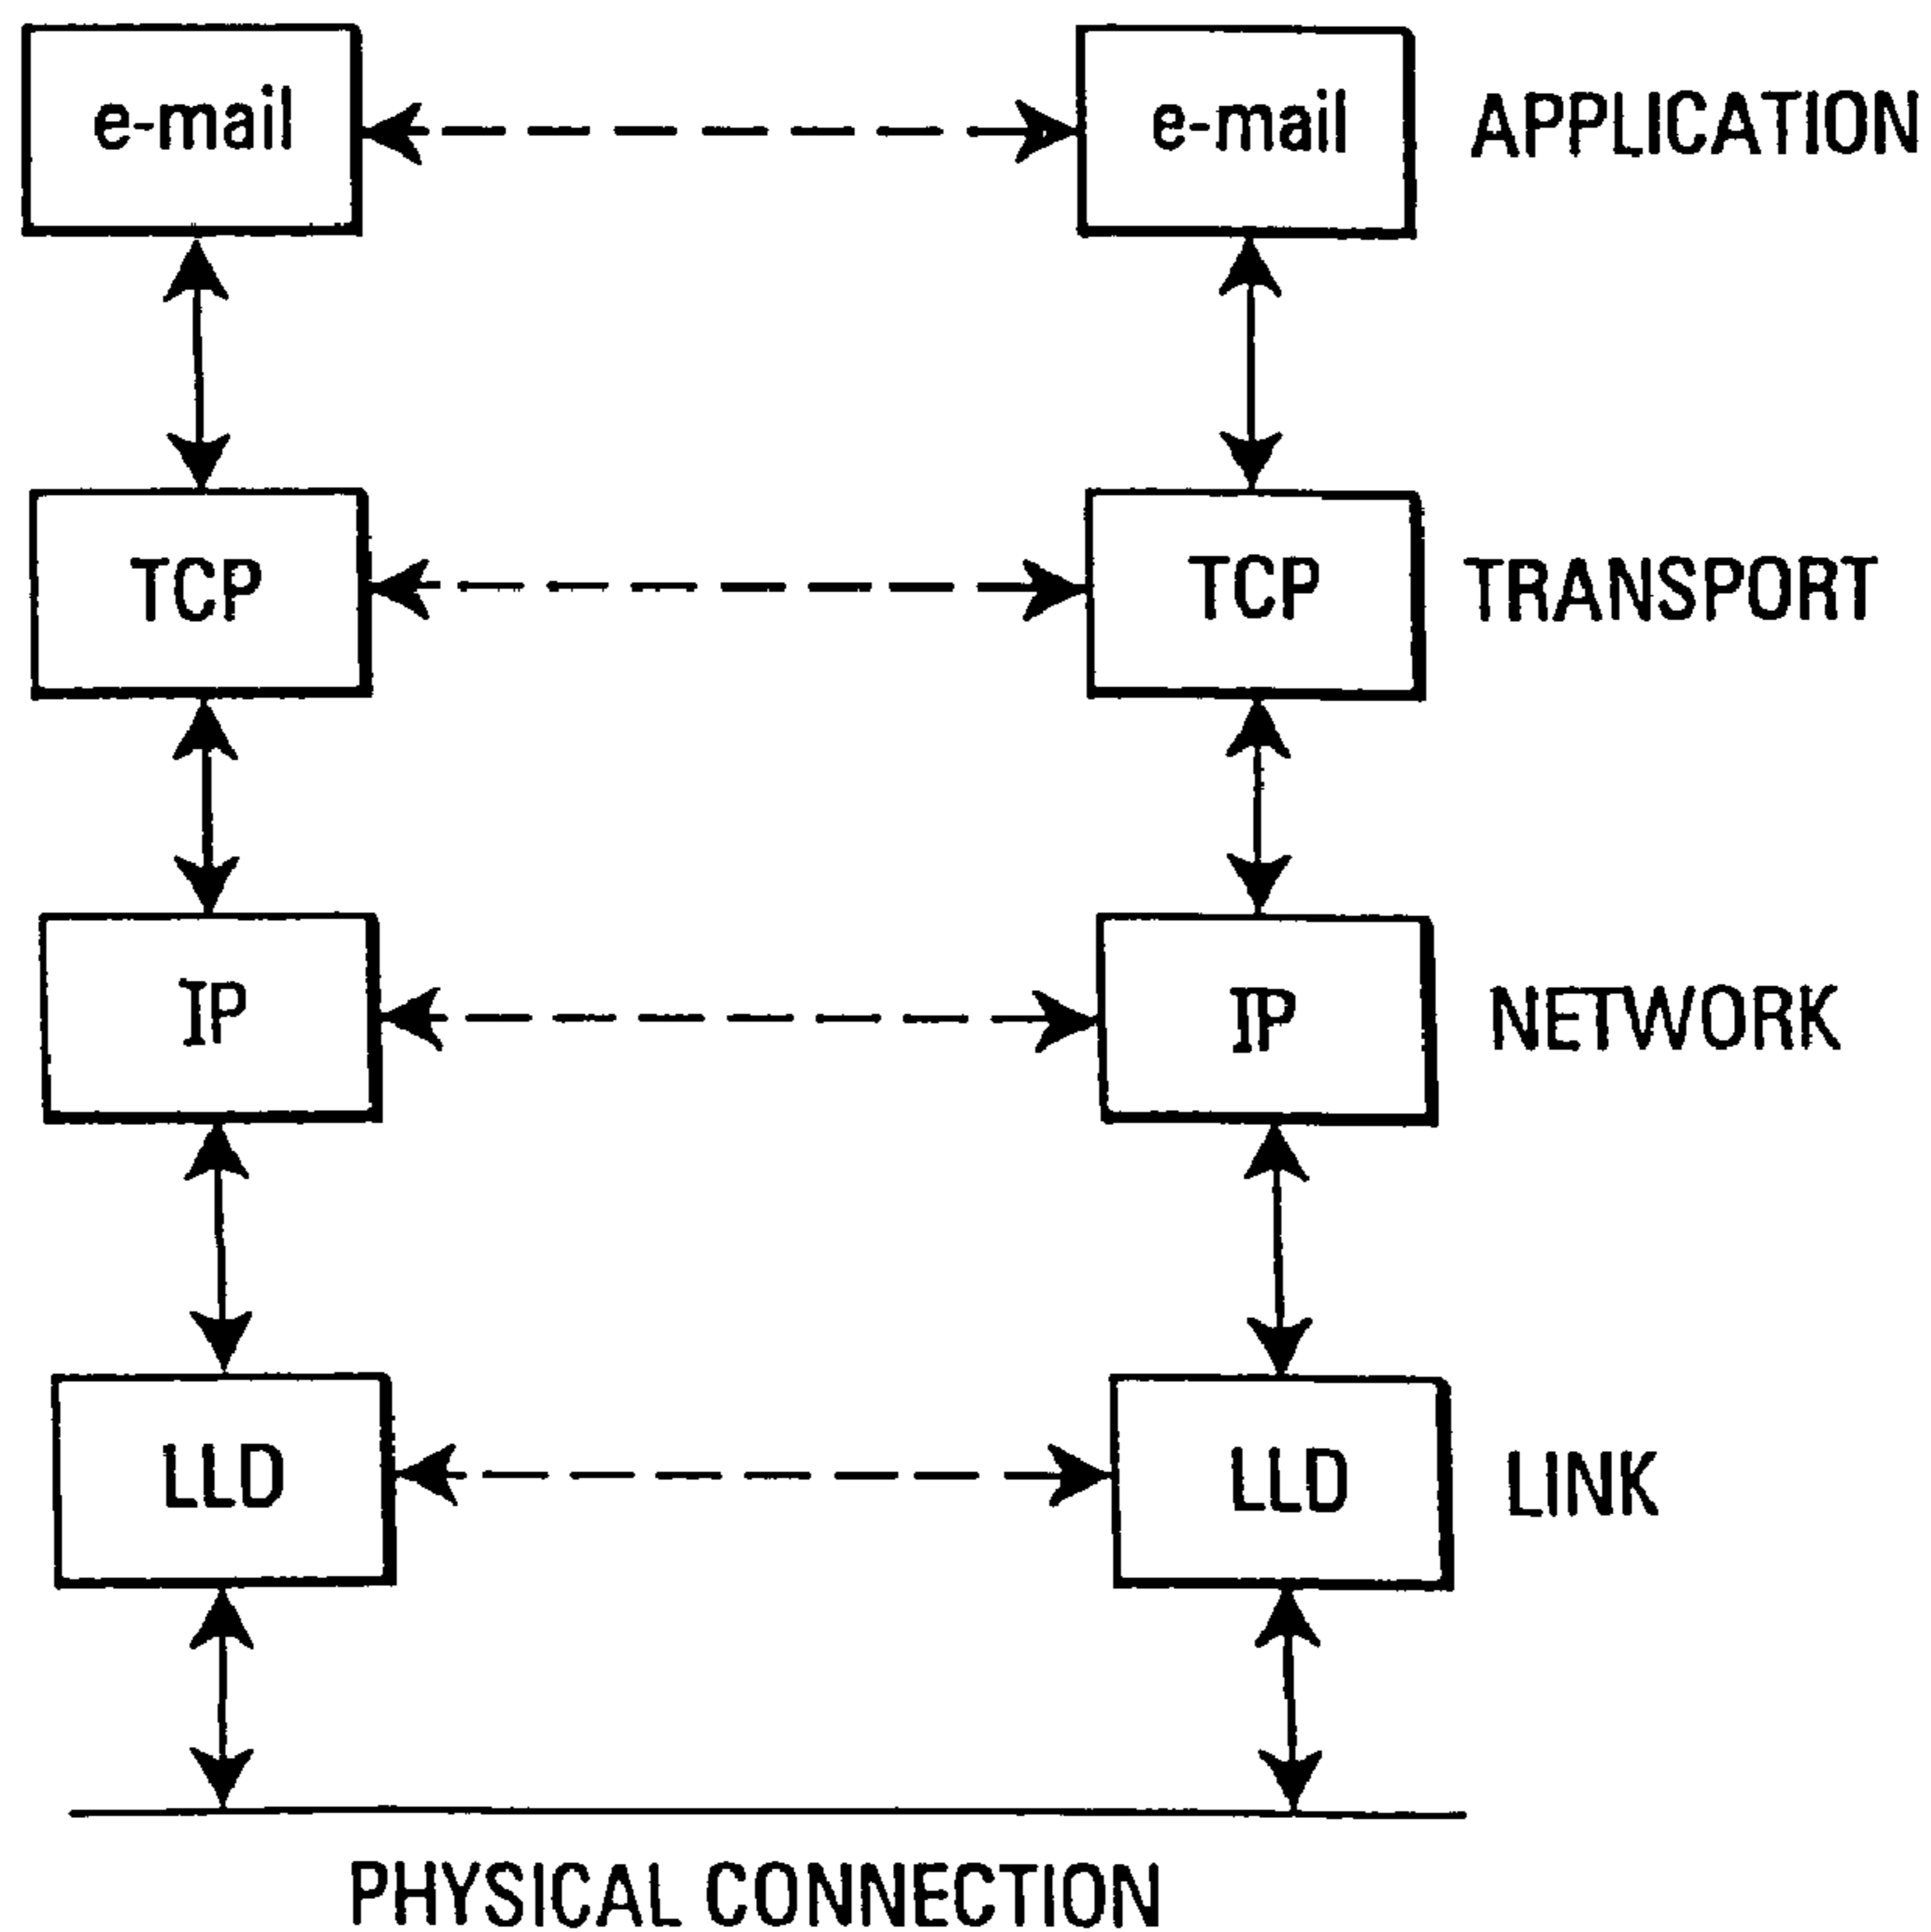 e-mail e-mail APPLICATION
TCP TCP TRANSPORT
IP IP NETWORK
LLD LLD LINK
PHYSICAL CONNECTION